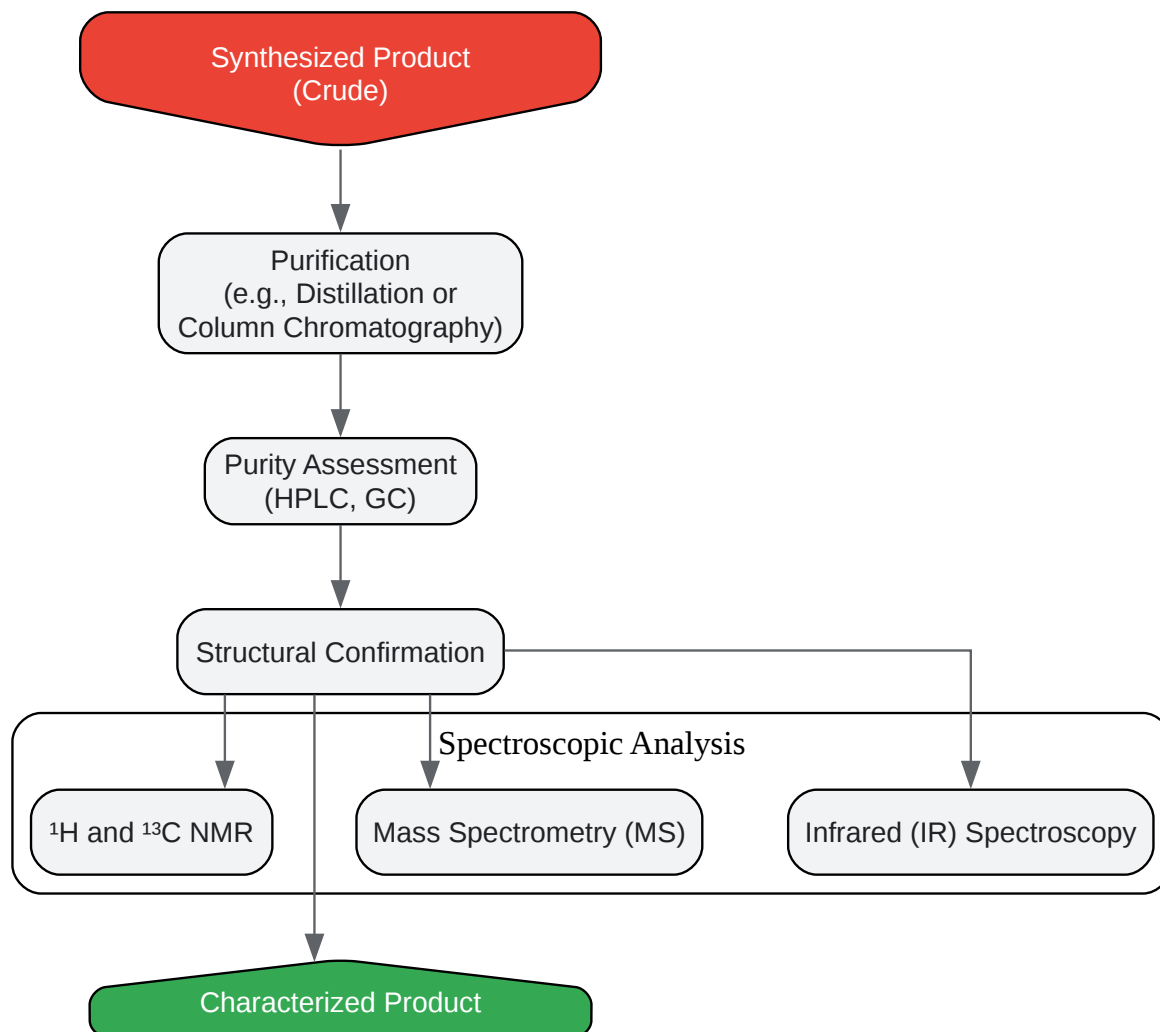 Synthesized Product
(Crude)
Purification
(e.g., Distillation or
Column Chromatography)
Purity Assessment
(HPLC, GC)
Structural Confirmation
Spectroscopic Analysis
¹H and ¹³C NMR
Mass Spectrometry (MS)
Infrared (IR) Spectroscopy
Characterized Product